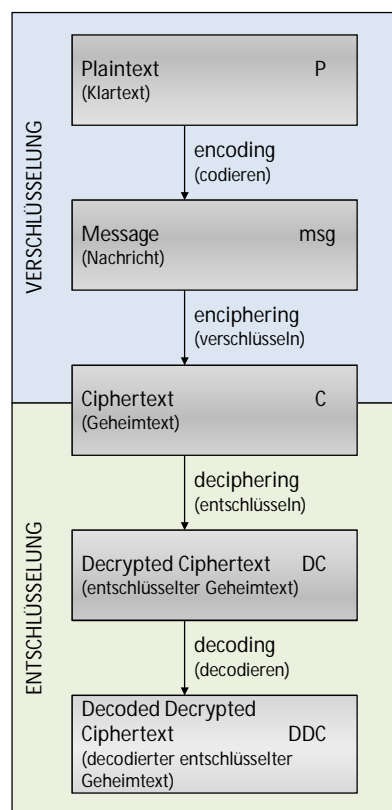 VERSCHLÜSSELUNG
Plaintext P
(Klartext)
encoding
(codieren)
Message msg
(Nachricht)
enciphering
(verschlüsseln)
Ciphertext C
(Geheimtext)
ENTSCHLÜSSELUNG
deciphering
(entschlüsseln)
Decrypted Ciphertext DC
(entschlüsselter Geheimtext)
decoding
(decodieren)
Decoded Decrypted
Ciphertext DDC
(decodierter entschlüsselter
Geheimtext)